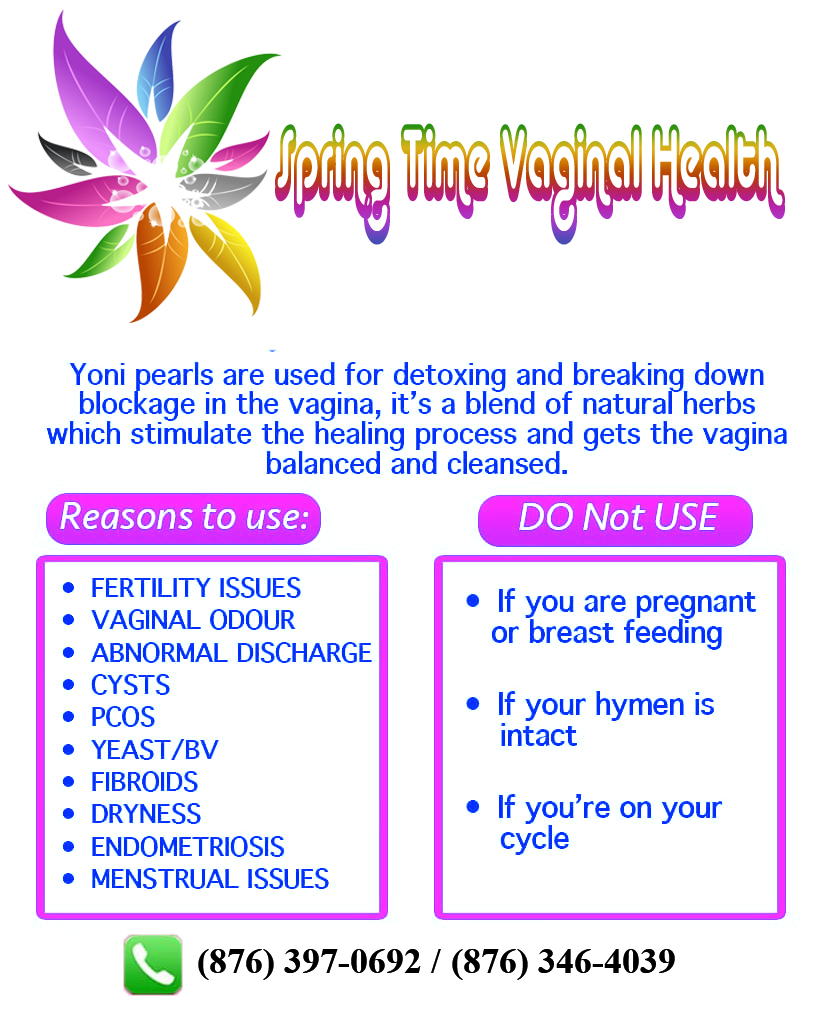 Spring Time Vaginal Health
Yoni pearls are used for detoxing and breaking down
blockage in the vagina, it’s a blend of natural herbs
which stimulate the healing process and gets the vagina
balanced and cleansed.
Reasons to use:
• FERTILITY ISSUES
• VAGINAL ODOUR
• ABNORMAL DISCHARGE
• CYSTS
• PCOS
• YEAST/BV
• FIBROIDS
• DRYNESS
• ENDOMETRIOSIS
• MENSTRUAL ISSUES
DO Not USE
• If you are pregnant
or breast feeding
• If your hymen is
intact
• If you’re on your
cycle
(876) 397-0692 / (876) 346-4039